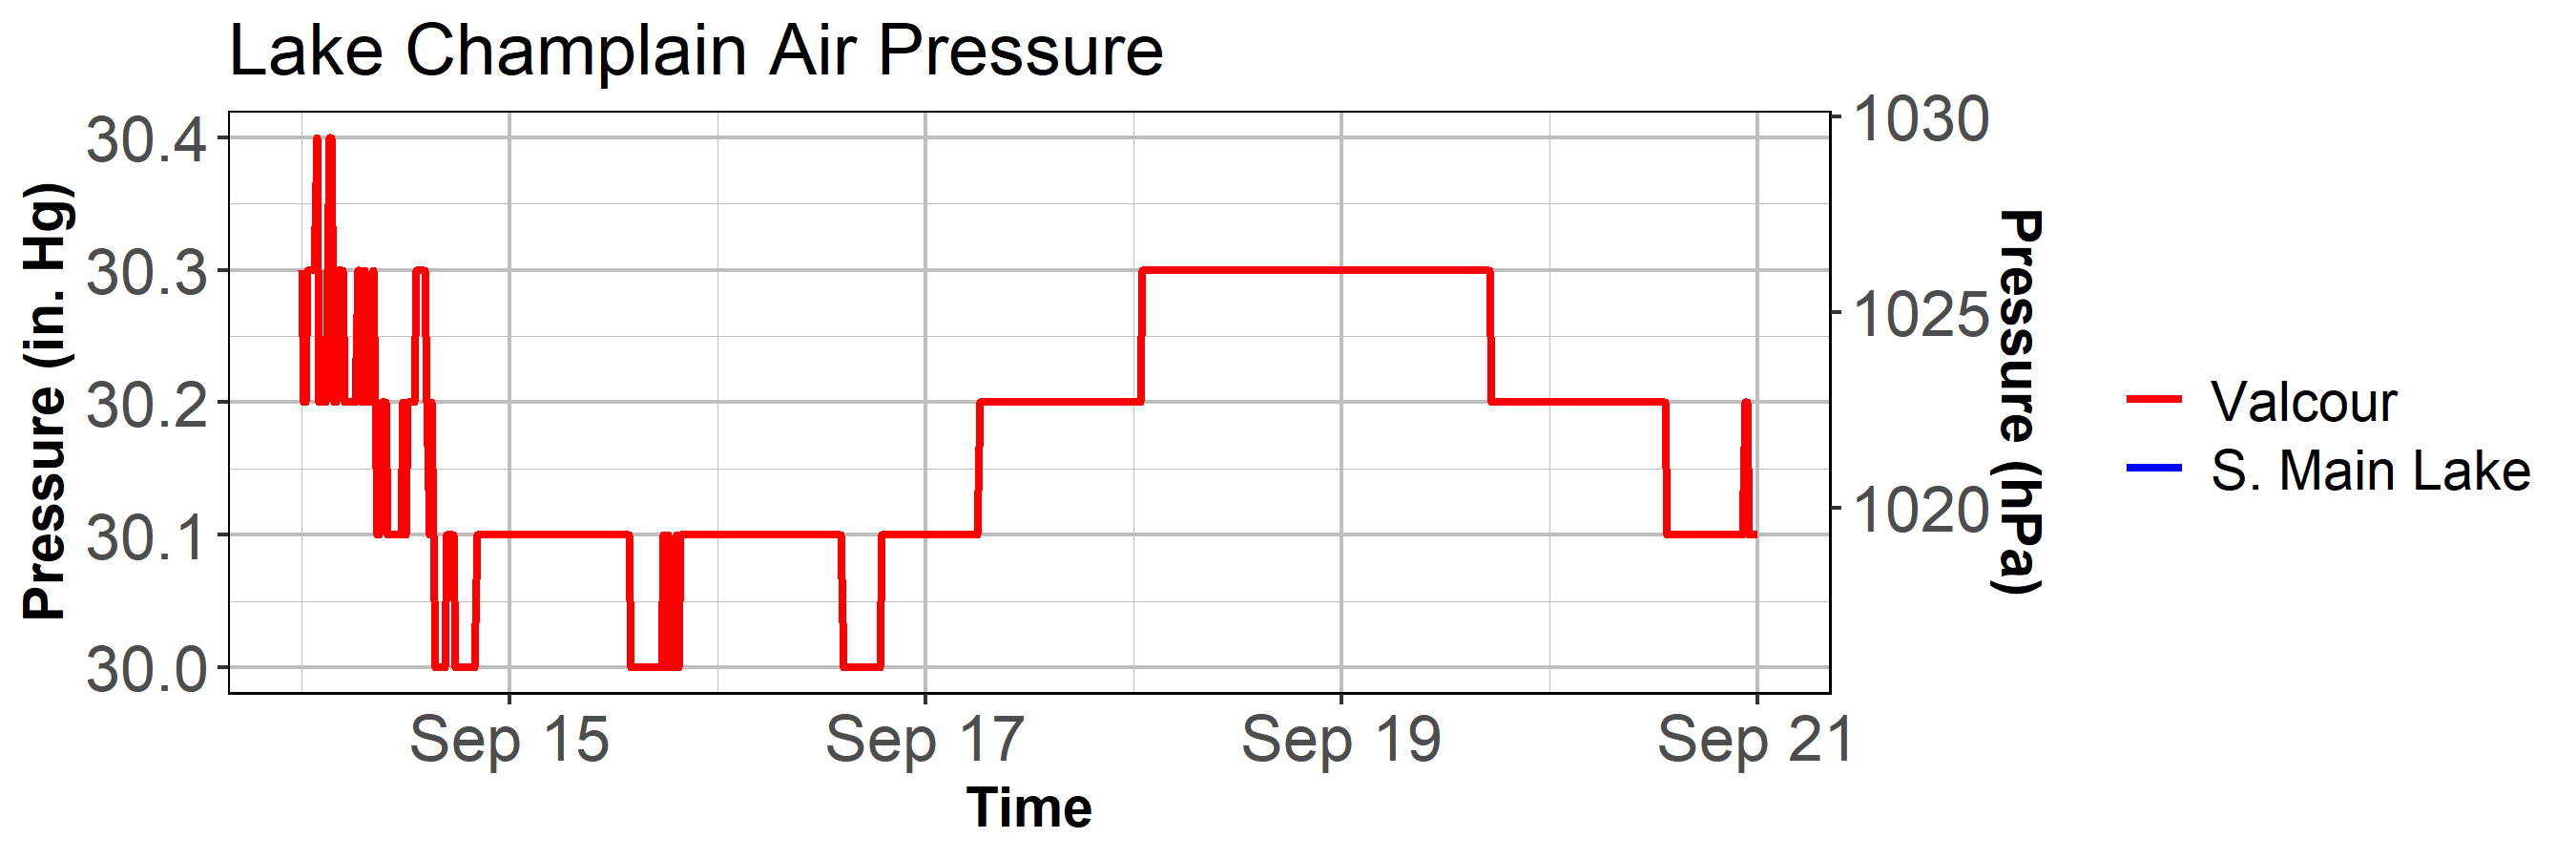 Lake Champlain Air Pressure
Pressure (in. Hg)
30.4
30.3
30.2
30.1
30.0
1030
1025
1020
Pressure (hPa)
Sep 15 Sep 17 Sep 19 Sep 21
Time
Valcour
S. Main Lake